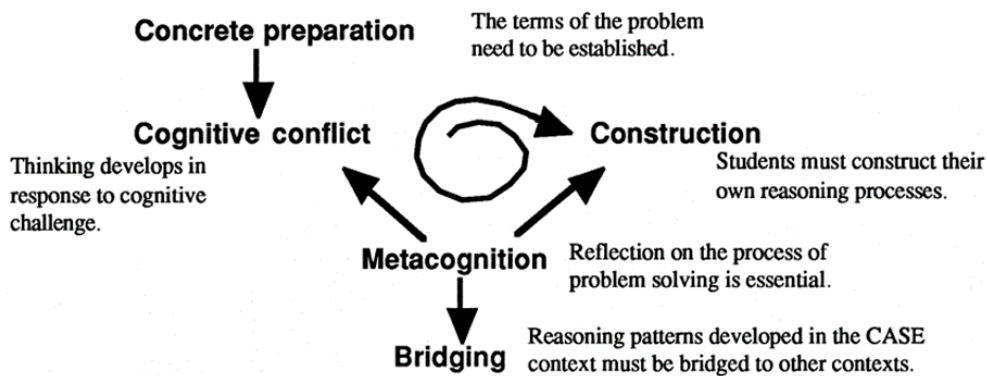 Concrete preparation
The terms of the problem
need to be established.
Cognitive conflict
Construction
Thinking develops in
response to cognitive
challenge.
Students must construct their
own reasoning processes.
Metacognition
Reflection on the process of
problem solving is essential.
Bridging
Reasoning patterns developed in the CASE
context must be bridged to other contexts.